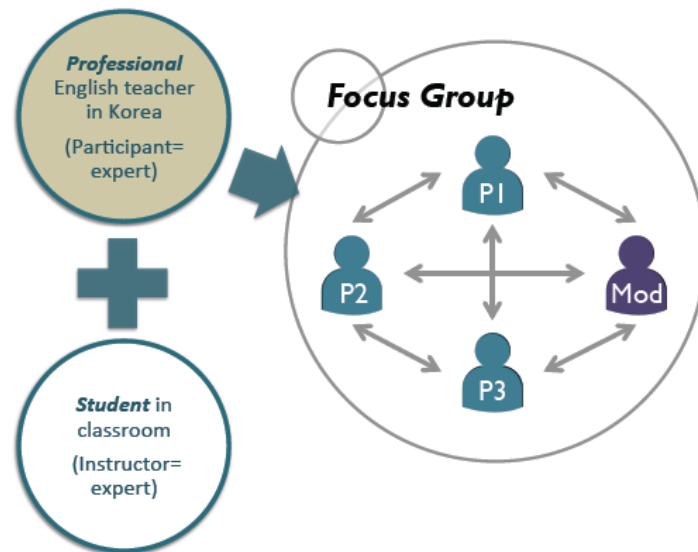 Professional
English teacher
in Korea
(Participant=
expert)
Student in
classroom
(Instructor=
expert)
Focus Group
P1
P2
Mod
P3